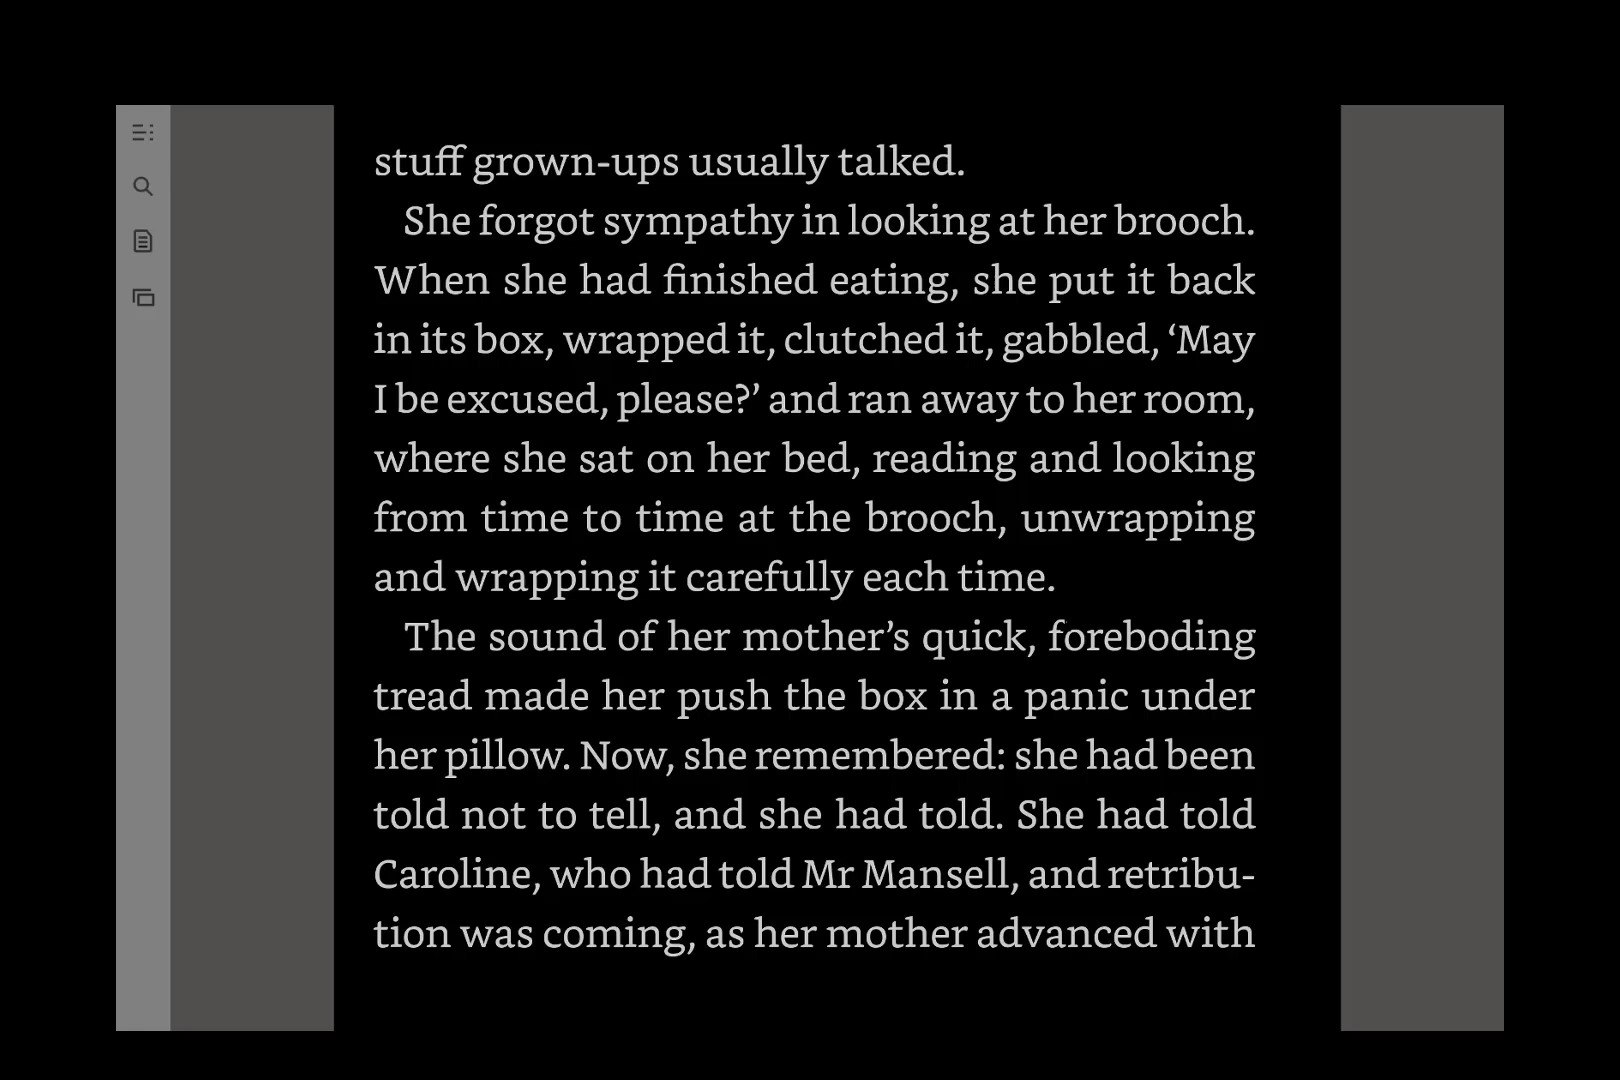 stuff grown-ups usually talked.
She forgot sympathy in looking at her brooch.
When she had finished eating, she put it back
in its box, wrapped it, clutched it, gabbled, ‘May
I be excused, please?’ and ran away to her room,
where she sat on her bed, reading and looking
from time to time at the brooch, unwrapping
and wrapping it carefully each time.
The sound of her mother’s quick, foreboding
tread made her push the box in a panic under
her pillow. Now, she remembered: she had been
told not to tell, and she had told. She had told
Caroline, who had told Mr Mansell, and retribu-
tion was coming, as her mother advanced with